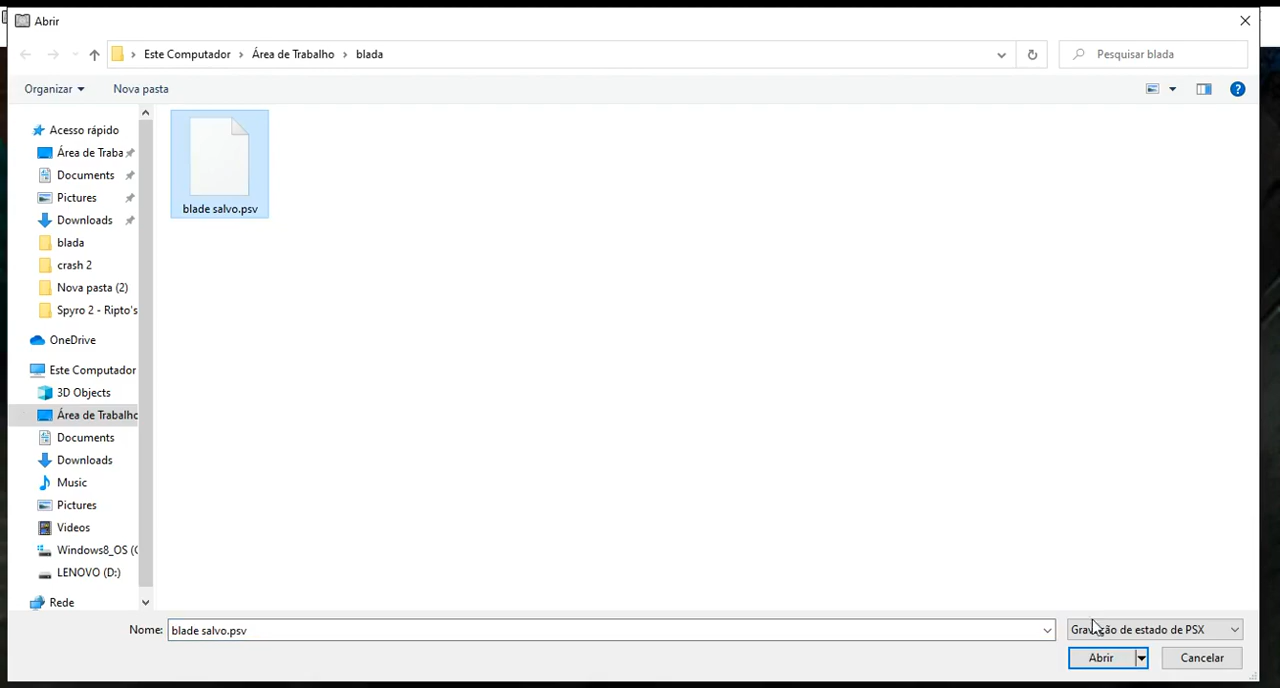 Abrir
Este Computador
Área de Trabalho
blada
Pesquisar blada
Organizar
Nova pasta
Acesso rápido
Área de Traba
Documents
Pictures
Downloads
blada
crash 2
Nova pasta (2)
Spyro 2 - Ripto's
OneDrive
Este Computador
3D Objects
Área de Trabalho
Documents
Downloads
Music
Pictures
Videos
Windows8_OS (C
LENOVO (D:)
Rede
blade salvo.psv
Nome:
blade salvo.psv
Gravação de estado de PSX
Abrir
Cancelar